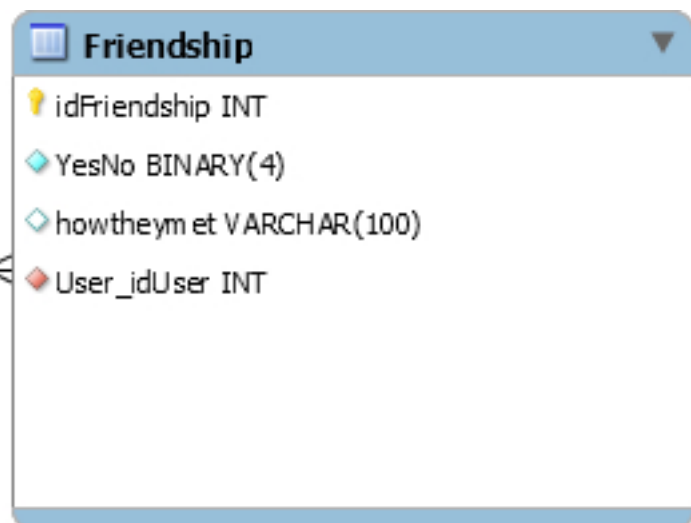 Friendship
idFriendship INT
YesNo BINARY(4)
howtheymet VARCHAR(100)
User_idUser INT